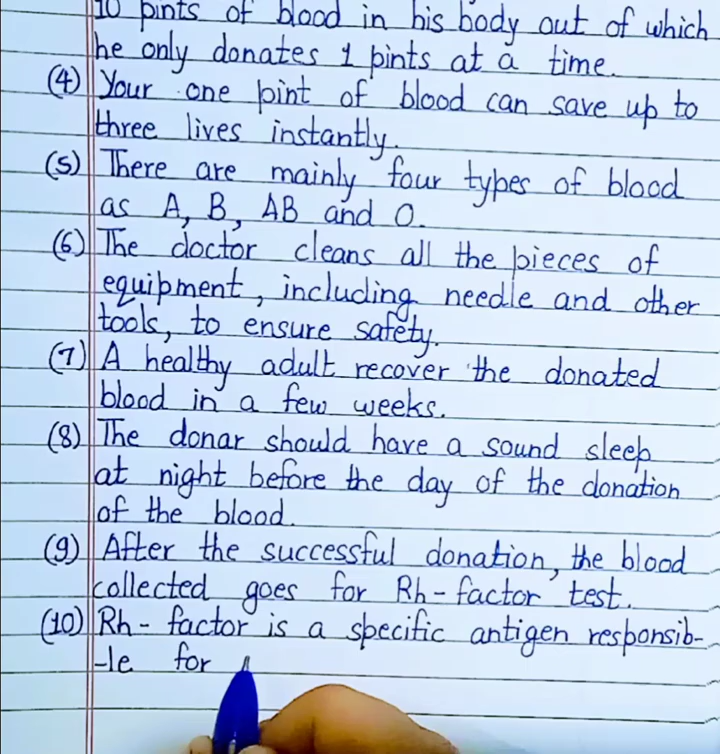 10 pints of blood in his body out of which
he only donates 1 pints at a time.
(4) Your one pint of blood can save up to
three lives instantly.
(5) There are mainly four types of blood
as A, B, AB and O.
(6) The doctor cleans all the pieces of
equipment, including needle and other
tools, to ensure safety.
(7) A healthy adult recover the donated
blood in a few weeks.
(8) The donar should have a sound sleep
at night before the day of the donation
of the blood.
(9) After the successful donation, the blood
collected goes for Rh-factor test.
(10) Rh-factor is a specific antigen responsib-
-le for